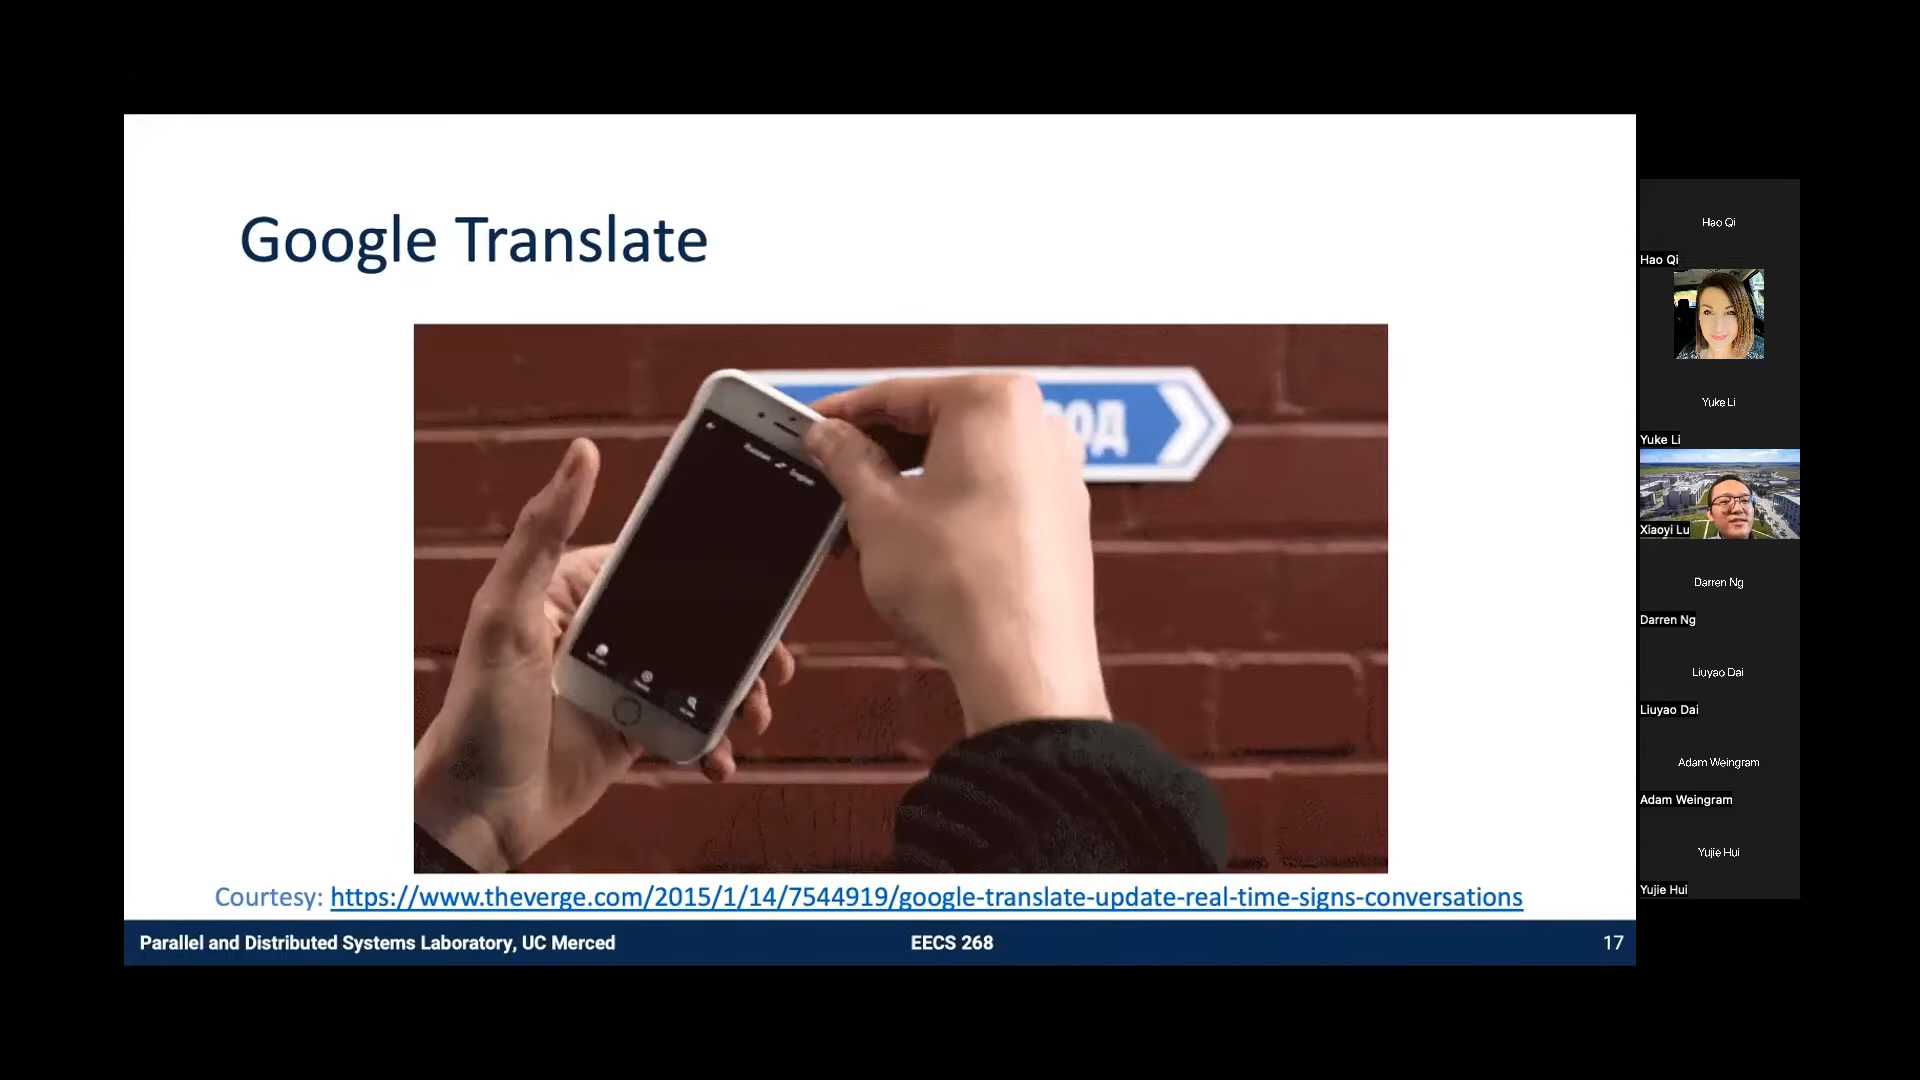 Google Translate
ОД
Courtesy: https://www.theverge.com/2015/1/14/7544919/google-translate-update-real-time-signs-conversations
Parallel and Distributed Systems Laboratory, UC Merced
EECS 268
17
Hao Qi
Hao Qi
Yuke Li
Yuke Li
Xiaoyi Lu
Darren Ng
Darren Ng
Liuyao Dai
Liuyao Dai
Adam Weingram
Adam Weingram
Yujie Hui
Yujie Hui